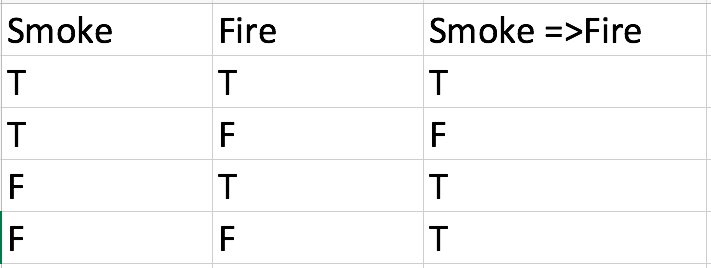 Smoke Fire Smoke =>Fire
T T T
T F F
F T T
F F T